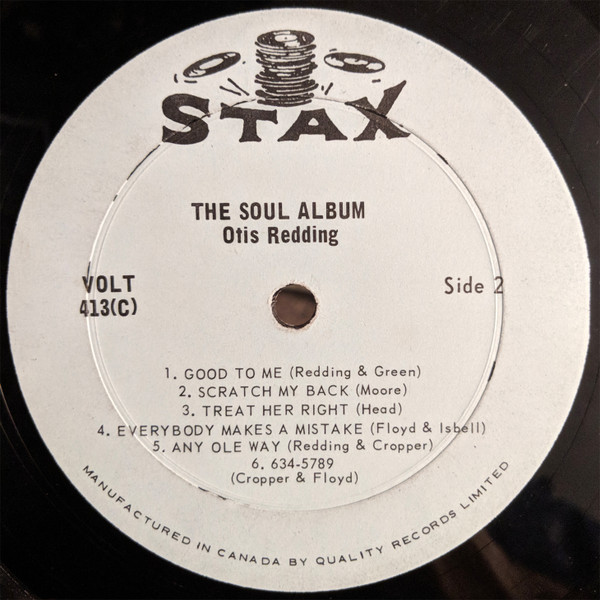 STAX
THE SOUL ALBUM
Otis Redding
VOLT
413(C)
Side 2
1. GOOD TO ME (Redding & Green)
2. SCRATCH MY BACK (Moore)
3. TREAT HER RIGHT (Head)
4. EVERYBODY MAKES A MISTAKE (Floyd & Isbell)
5. ANY OLE WAY (Redding & Cropper)
6. 634-5789
(Cropper & Floyd)
MANUFACTURED IN CANADA BY QUALITY RECORDS LIMITED